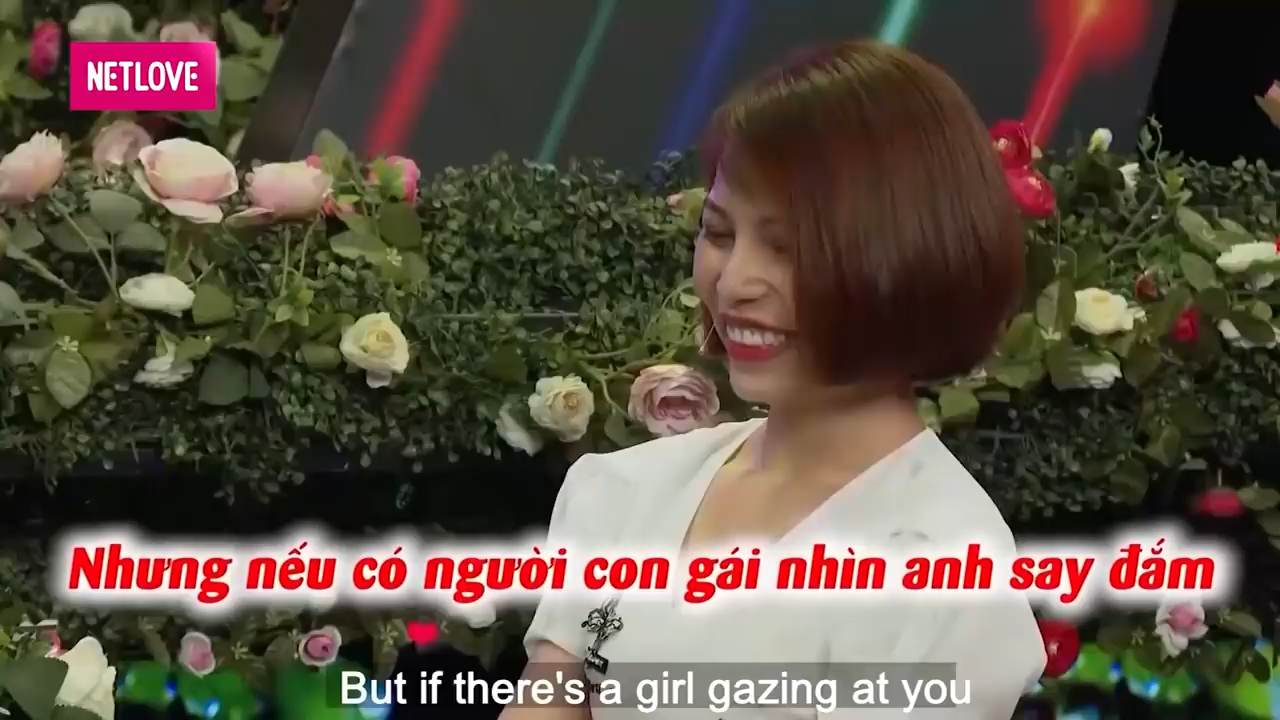 NETLOVE
Nhưng nếu có người con gái nhìn anh say đắm
But if there's a girl gazing at you